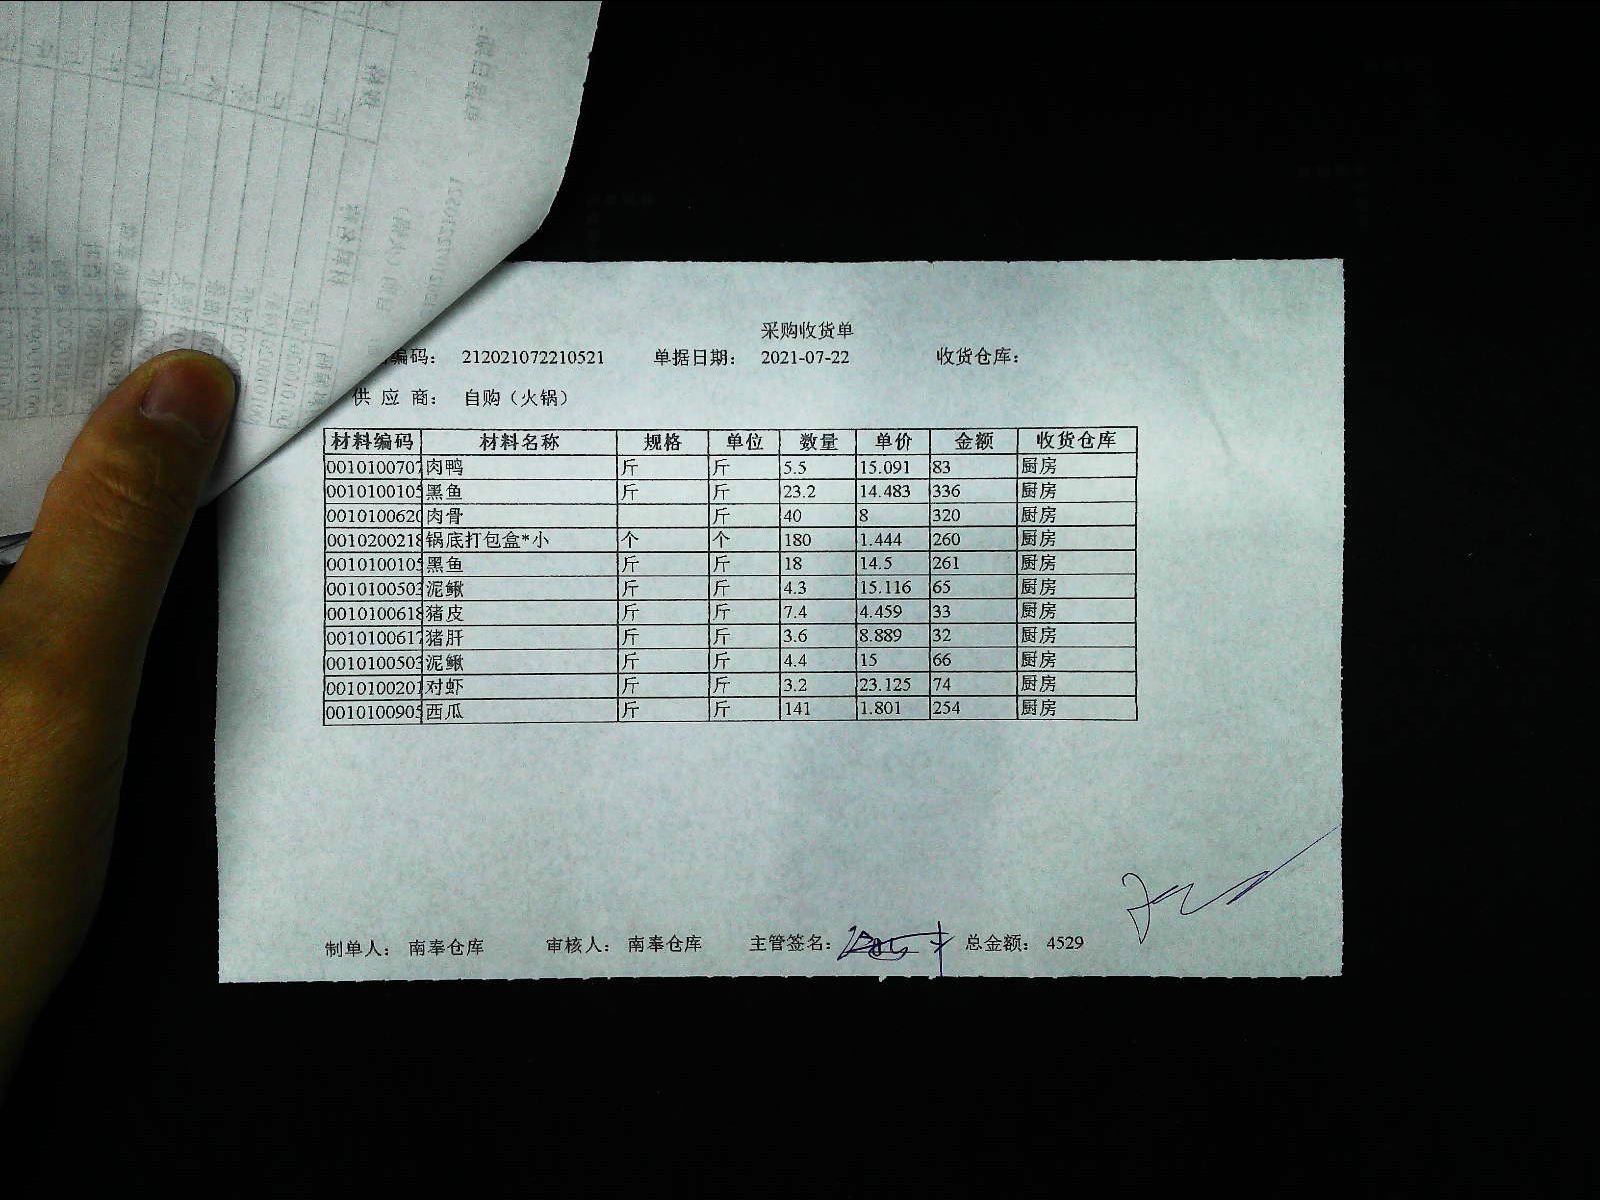 采购收货单
编码： 212021072210521 单据日期： 2021-07-22 收货仓库：
供 应 商： 自购（火锅）
材料编码 材料名称 规格 单位 数量 单价 金额 收货仓库
0010100707 肉鸭 斤 斤 5.5 15.091 83 厨房
0010100105 黑鱼 斤 斤 23.2 14.483 336 厨房
0010100620 肉骨 斤 40 8 320 厨房
0010200218 锅底打包盒*小 个 个 180 1.444 260 厨房
0010100105 黑鱼 斤 斤 18 14.5 261 厨房
0010100503 泥鳅 斤 斤 4.3 15.116 65 厨房
0010100618 猪皮 斤 斤 7.4 4.459 33 厨房
0010100617 猪肝 斤 斤 3.6 8.889 32 厨房
0010100503 泥鳅 斤 斤 4.4 15 66 厨房
0010100201 对虾 斤 斤 3.2 23.125 74 厨房
0010100905 西瓜 斤 斤 141 1.801 254 厨房
制单人： 南奉仓库 审核人： 南奉仓库 主管签名： 总金额： 4529